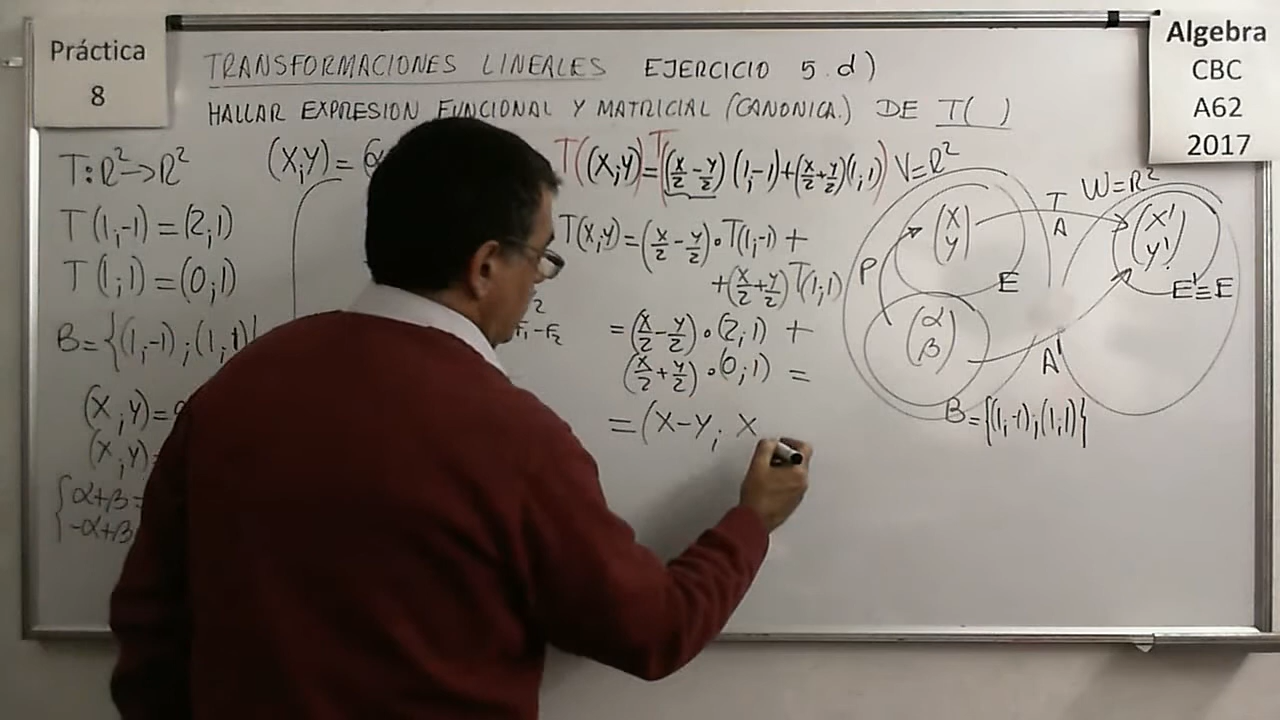 Práctica
8
Algebra
CBC
A62
2017
TRANSFORMACIONES LINEALES EJERCICIO 5.d)
HALLAR EXPRESION FUNCIONAL Y MATRICIAL (CANONICA.) DE T( )
T:R²→R²
T(1,-1)=(2,1)
T(1,1)=(0,1)
B={(1,-1);(1,1)
(X,Y)=
(X,Y)=
{α+β=
-α+β
(X,Y)=(α
F₁-F₂
T((X,Y)=T((x/2-y/2)(1,-1)+(x/2+y/2)(1,1))
T(X,Y)=(x/2-y/2)•T(1,-1)+
+(x/2+y/2)T(1,1)
=(x/2-y/2)•(2,1)+
(x/2+y/2)•(0,1)=
=(X-Y; X
V=R²
W=R²
(X Y)
T
A
(X' Y')
E
E'≡E
P
(α β)
A'
B={(1,-1);(1,1)}